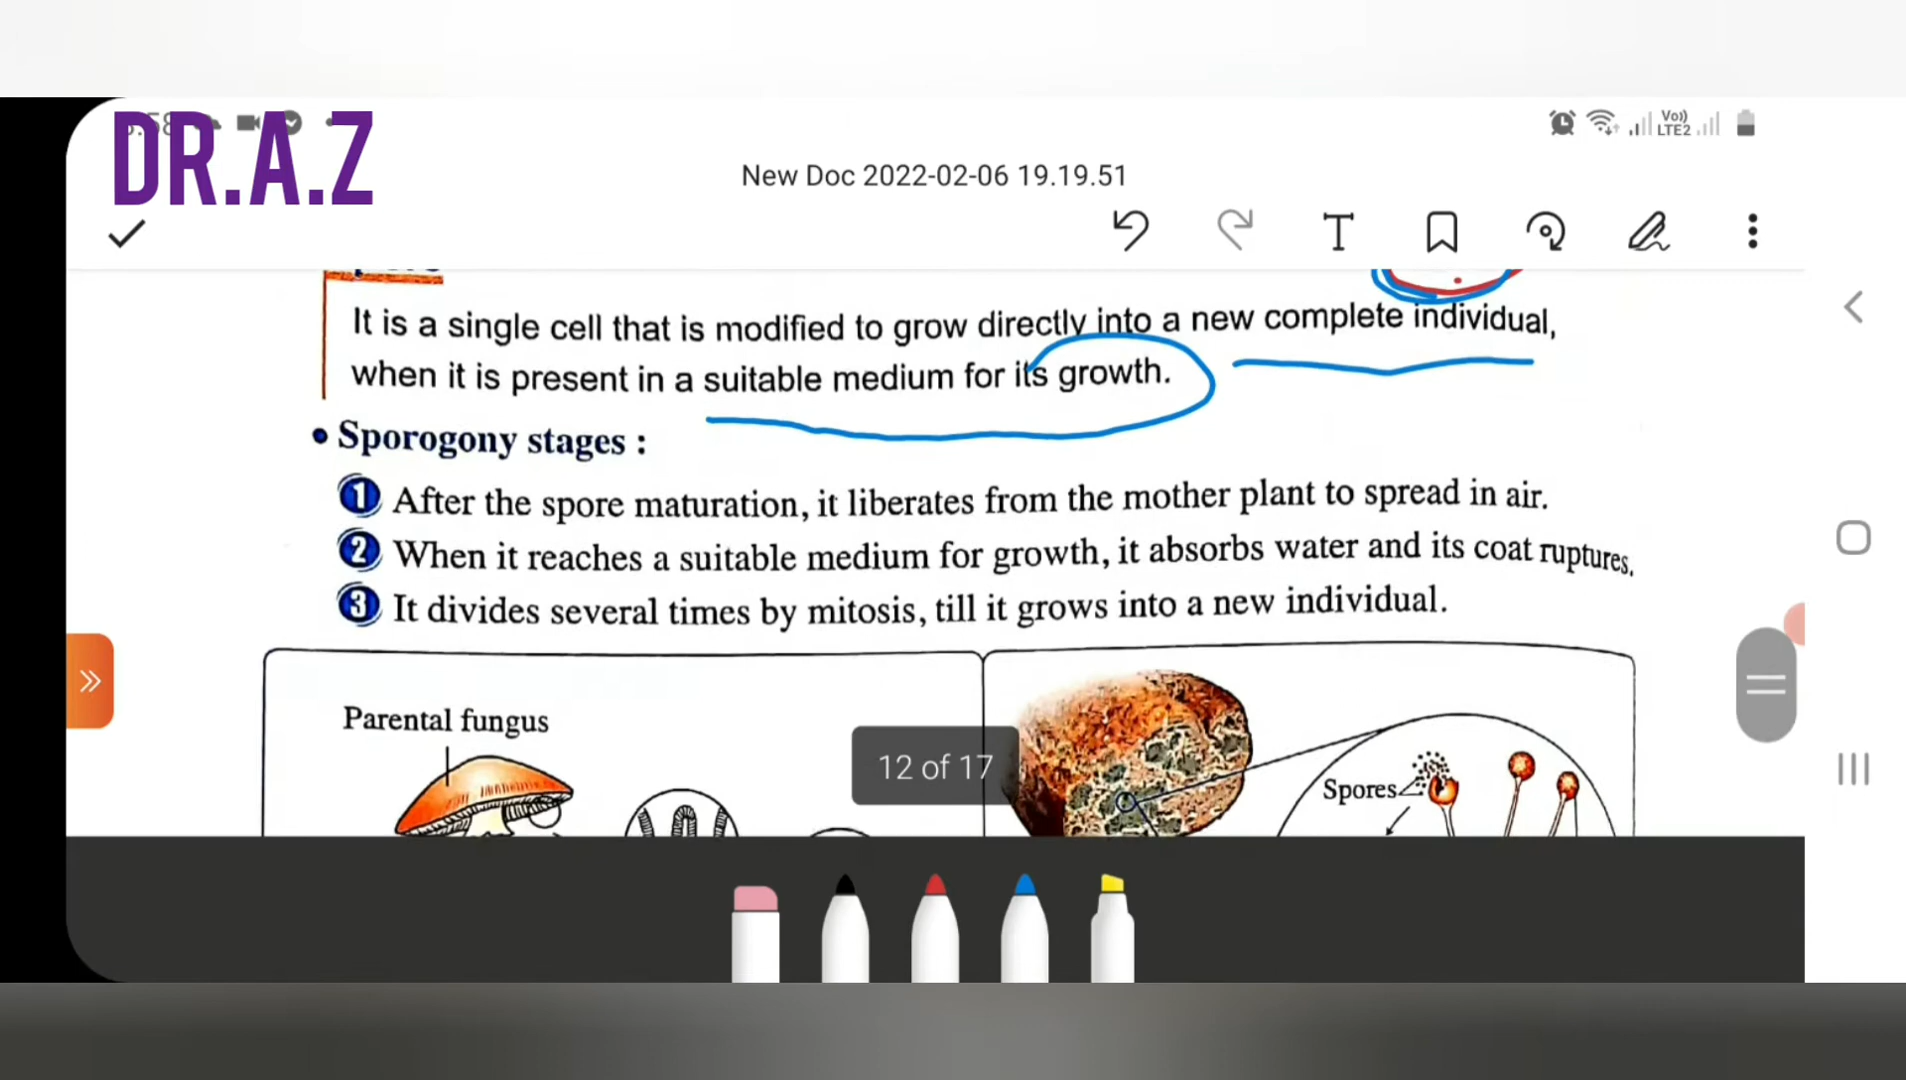 DR.A.Z
Vo))
LTE2
New Doc 2022-02-06 19.19.51
T
It is a single cell that is modified to grow directly into a new complete individual,
when it is present in a suitable medium for its growth.
• Sporogony stages :
1 After the spore maturation, it liberates from the mother plant to spread in air.
2 When it reaches a suitable medium for growth, it absorbs water and its coat ruptures.
3 It divides several times by mitosis, till it grows into a new individual.
Parental fungus
12 of 17
Spores